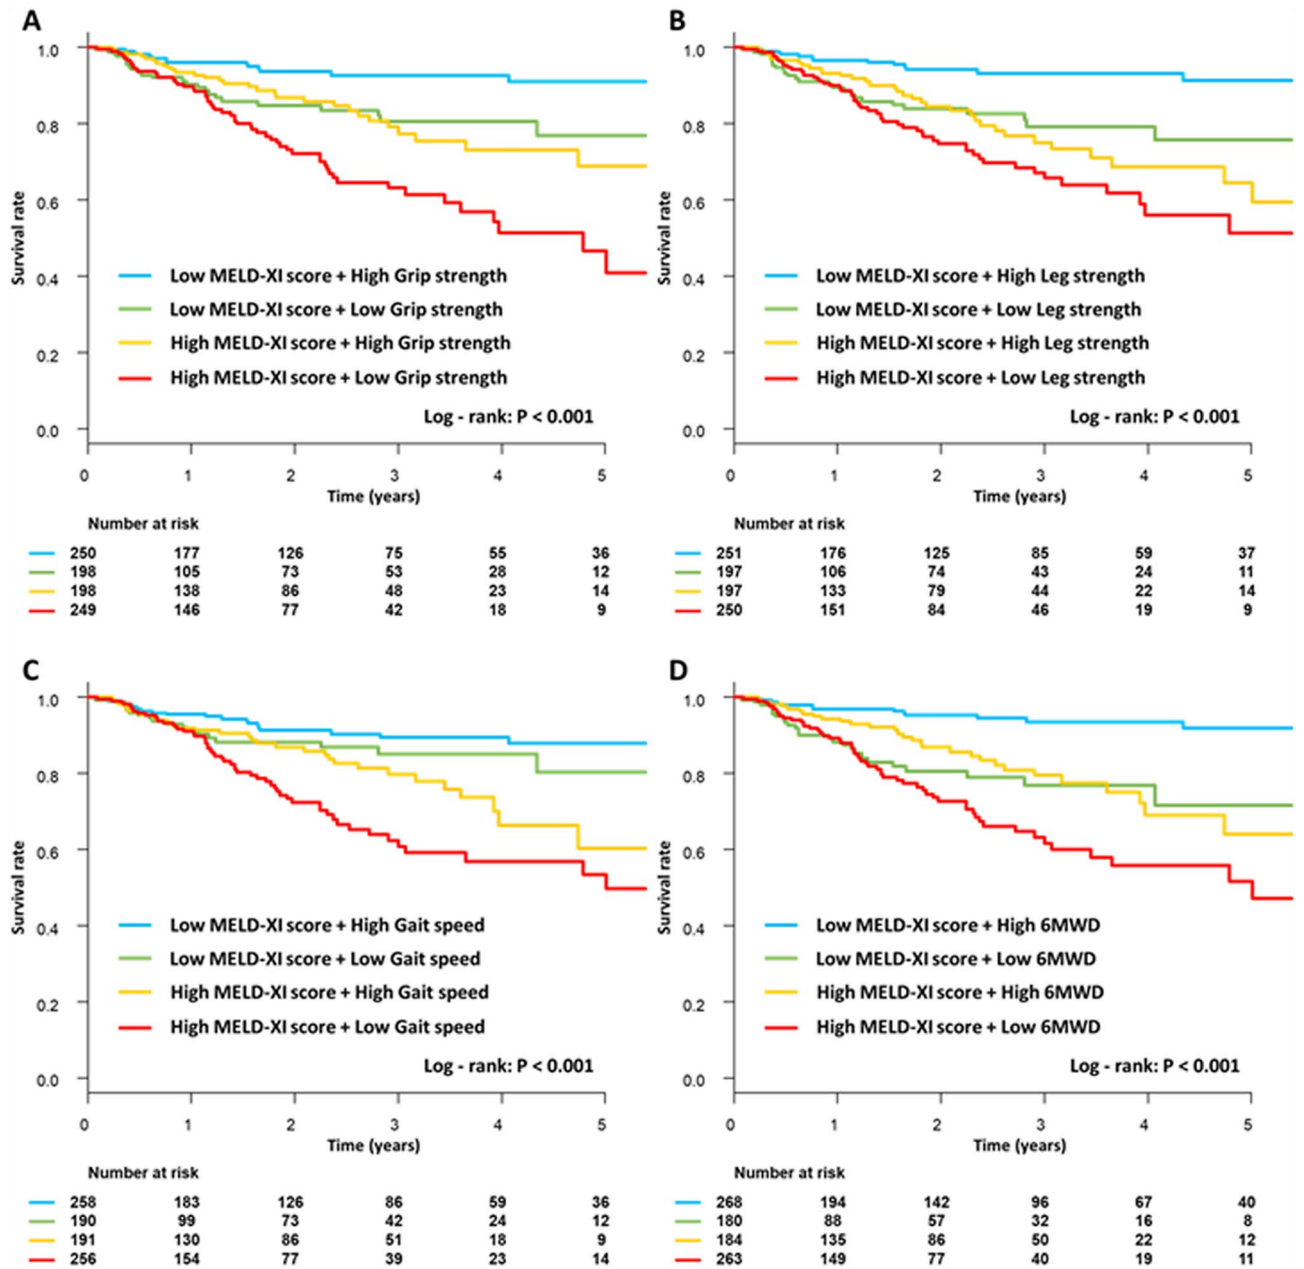 A
1.0
0.8
0.6
0.4
0.2
0.0
Survival rate
Low MELD-XI score + High Grip strength
Low MELD-XI score + Low Grip strength
High MELD-XI score + High Grip strength
High MELD-XI score + Low Grip strength
Log - rank: P < 0.001
0 1 2 3 4 5
Time (years)
Number at risk
250 177 126 75 55 36
198 105 73 53 28 12
198 138 86 48 23 14
249 146 77 42 18 9
B
1.0
0.8
0.6
0.4
0.2
0.0
Survival rate
Low MELD-XI score + High Leg strength
Low MELD-XI score + Low Leg strength
High MELD-XI score + High Leg strength
High MELD-XI score + Low Leg strength
Log - rank: P < 0.001
0 1 2 3 4 5
Time (years)
Number at risk
251 176 125 85 59 37
197 106 74 43 24 11
197 133 79 44 22 14
250 151 84 46 19 9
C
1.0
0.8
0.6
0.4
0.2
0.0
Survival rate
Low MELD-XI score + High Gait speed
Low MELD-XI score + Low Gait speed
High MELD-XI score + High Gait speed
High MELD-XI score + Low Gait speed
Log - rank: P < 0.001
0 1 2 3 4 5
Time (years)
Number at risk
258 183 126 86 59 36
190 99 73 42 24 12
191 130 86 51 18 9
256 154 77 39 23 14
D
1.0
0.8
0.6
0.4
0.2
0.0
Survival rate
Low MELD-XI score + High 6MWD
Low MELD-XI score + Low 6MWD
High MELD-XI score + High 6MWD
High MELD-XI score + Low 6MWD
Log - rank: P < 0.001
0 1 2 3 4 5
Time (years)
Number at risk
268 194 142 96 67 40
180 88 57 32 16 8
184 135 86 50 22 12
263 149 77 40 19 11